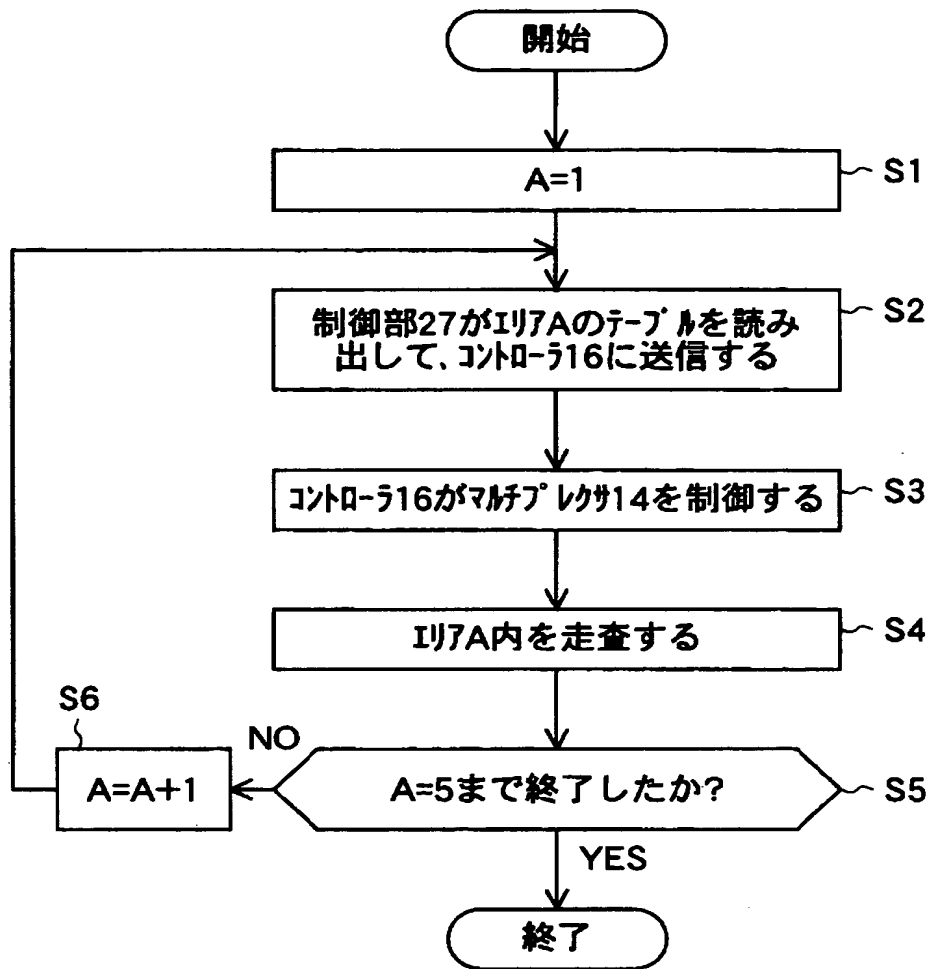 開始
A=1
S1
制御部27がｴﾘｱAのﾃｰﾌﾞﾙを読み
出して､ｺﾝﾄﾛｰﾗ16に送信する
S2
ｺﾝﾄﾛｰﾗ16がﾏﾙﾁﾌﾟﾚｸｻ14を制御する
S3
ｴﾘｱA内を走査する
S4
S6
NO
A=A+1
A=5まで終了したか?
S5
YES
終了